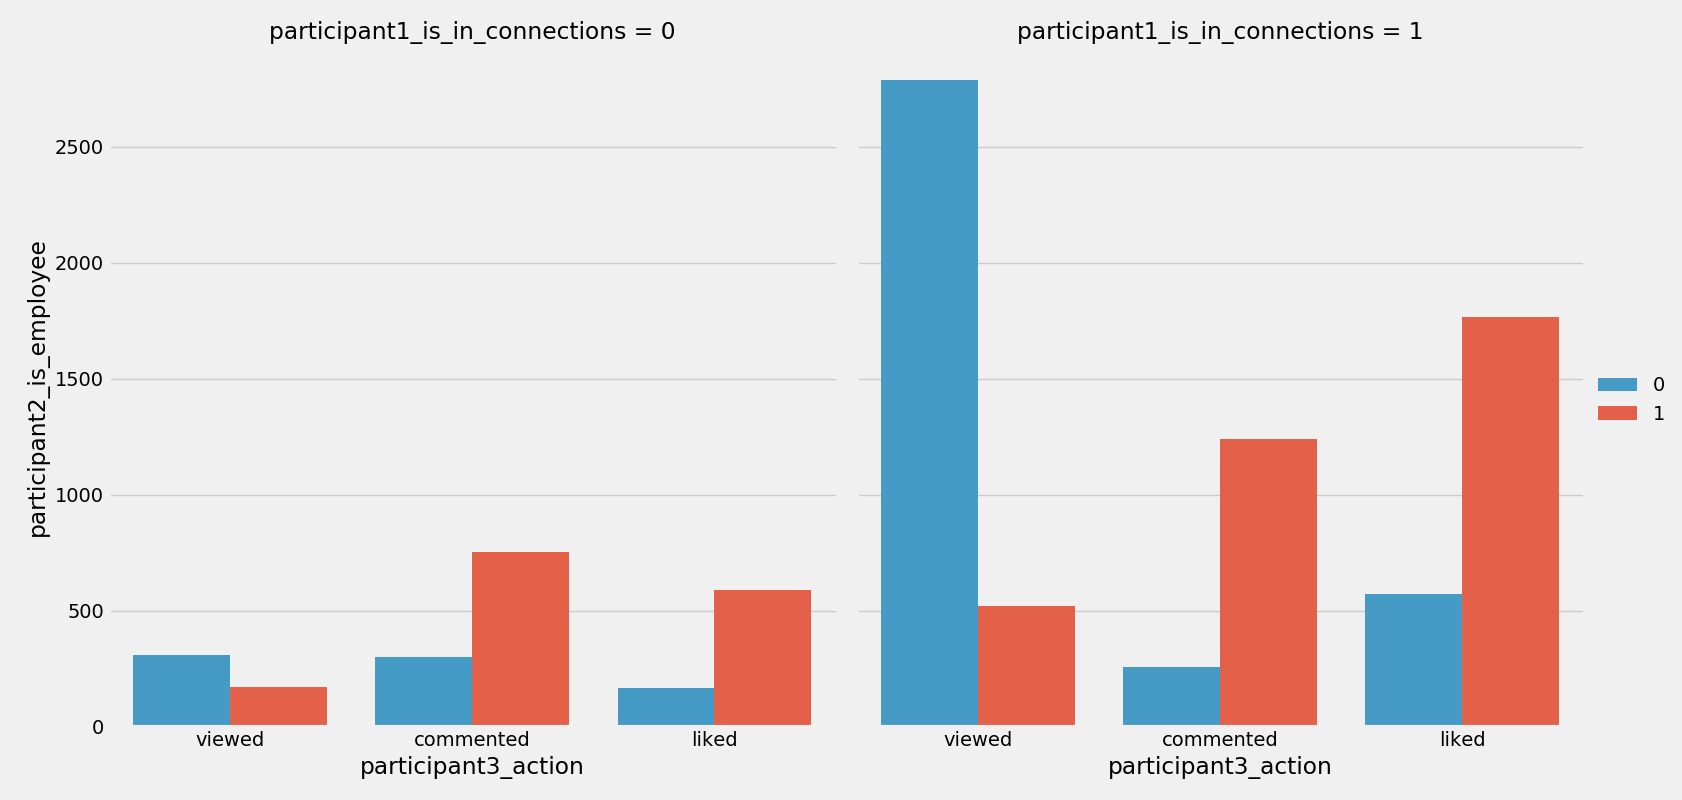 participant1_is_in_connections = 0
participant1_is_in_connections = 1
participant2_is_employee
2500
2000
1500
1000
500
0
viewed commented liked
participant3_action
viewed commented liked
participant3_action
0
1